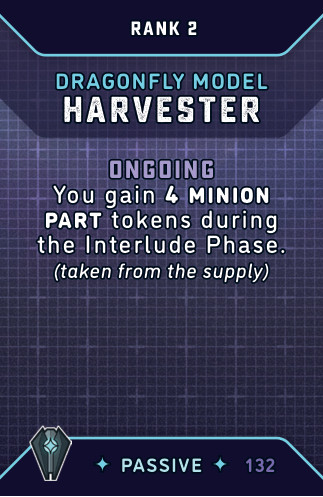 RANK 2
DRAGONFLY MODEL
HARVESTER
ONGOING
You gain 4 MINION
PART tokens during
the Interlude Phase.
(taken from the supply)
PASSIVE 132